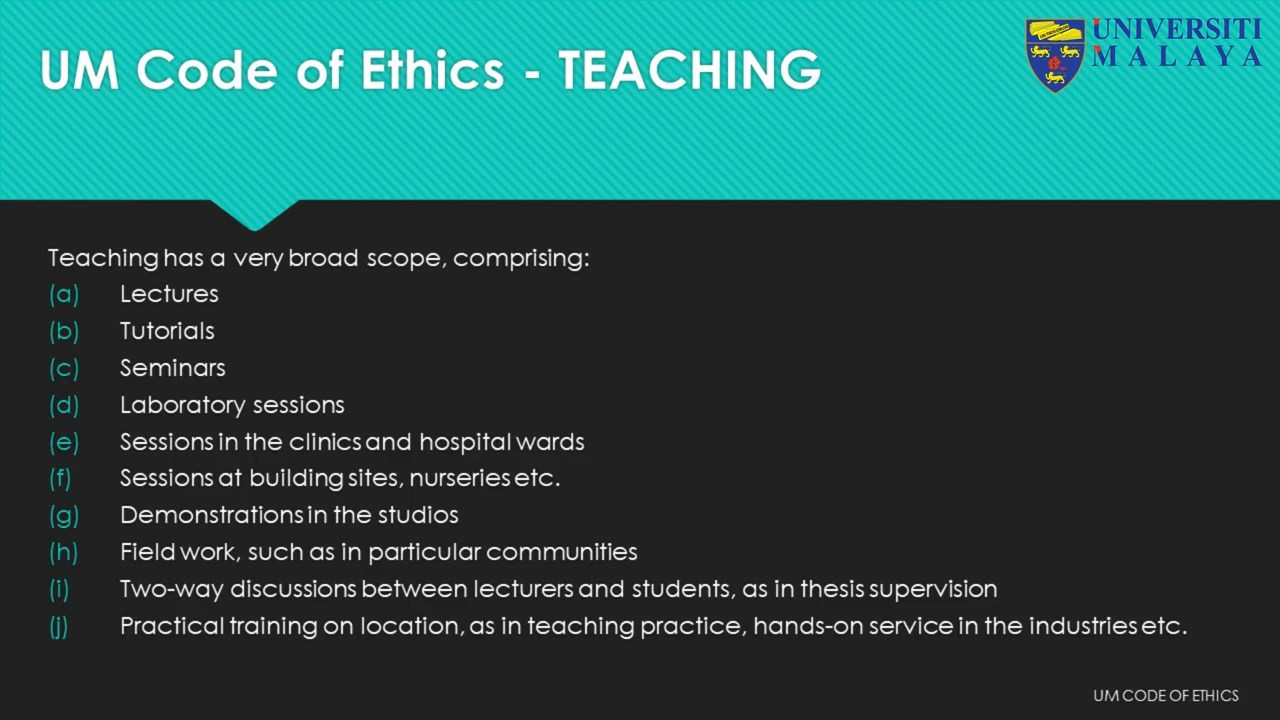 UM Code of Ethics - TEACHING
UNIVERSITI
MALAYA
Teaching has a very broad scope, comprising:
(a) Lectures
(b) Tutorials
(c) Seminars
(d) Laboratory sessions
(e) Sessions in the clinics and hospital wards
(f) Sessions at building sites, nurseries etc.
(g) Demonstrations in the studios
(h) Field work, such as in particular communities
(i) Two-way discussions between lecturers and students, as in thesis supervision
(j) Practical training on location, as in teaching practice, hands-on service in the industries etc.
UM CODE OF ETHICS